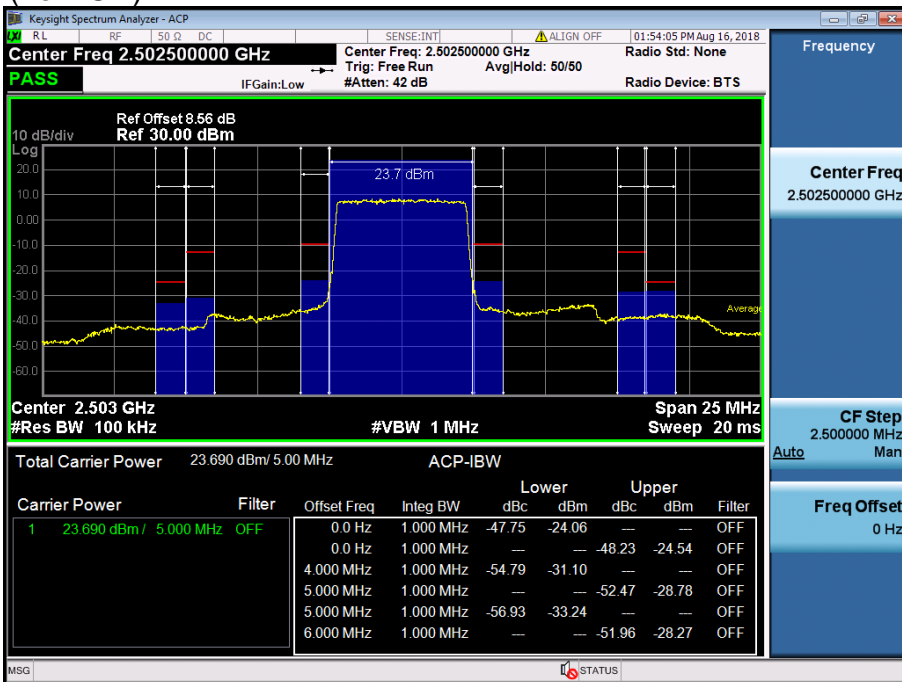 Keysight Spectrum Analyzer - ACP
RL RF 50 Ω DC SENSE:INT ALIGN OFF 01:54:05 PM Aug 16, 2018
Center Freq 2.502500000 GHz
Center Freq: 2.502500000 GHz
Radio Std: None
Trig: Free Run Avg|Hold: 50/50
PASS
IFGain:Low #Atten: 42 dB Radio Device: BTS
Ref Offset 8.56 dB
10 dB/div Ref 30.00 dBm
Log
20.0
10.0
0.00
-10.0
-20.0
-30.0
-40.0
-50.0
-60.0
23.7 dBm
Average
Center 2.503 GHz Span 25 MHz
#Res BW 100 kHz #VBW 1 MHz Sweep 20 ms
Total Carrier Power 23.690 dBm/ 5.00 MHz ACP-IBW
Lower Upper
Carrier Power Filter Offset Freq Integ BW dBc dBm dBc dBm Filter
1 23.690 dBm / 5.000 MHz OFF 0.0 Hz 1.000 MHz -47.75 -24.06 --- --- OFF
0.0 Hz 1.000 MHz --- --- -48.23 -24.54 OFF
4.000 MHz 1.000 MHz -54.79 -31.10 --- --- OFF
5.000 MHz 1.000 MHz --- --- -52.47 -28.78 OFF
5.000 MHz 1.000 MHz -56.93 -33.24 --- --- OFF
6.000 MHz 1.000 MHz --- --- -51.96 -28.27 OFF
MSG STATUS
Frequency
Center Freq
2.502500000 GHz
CF Step
2.500000 MHz
Auto Man
Freq Offset
0 Hz